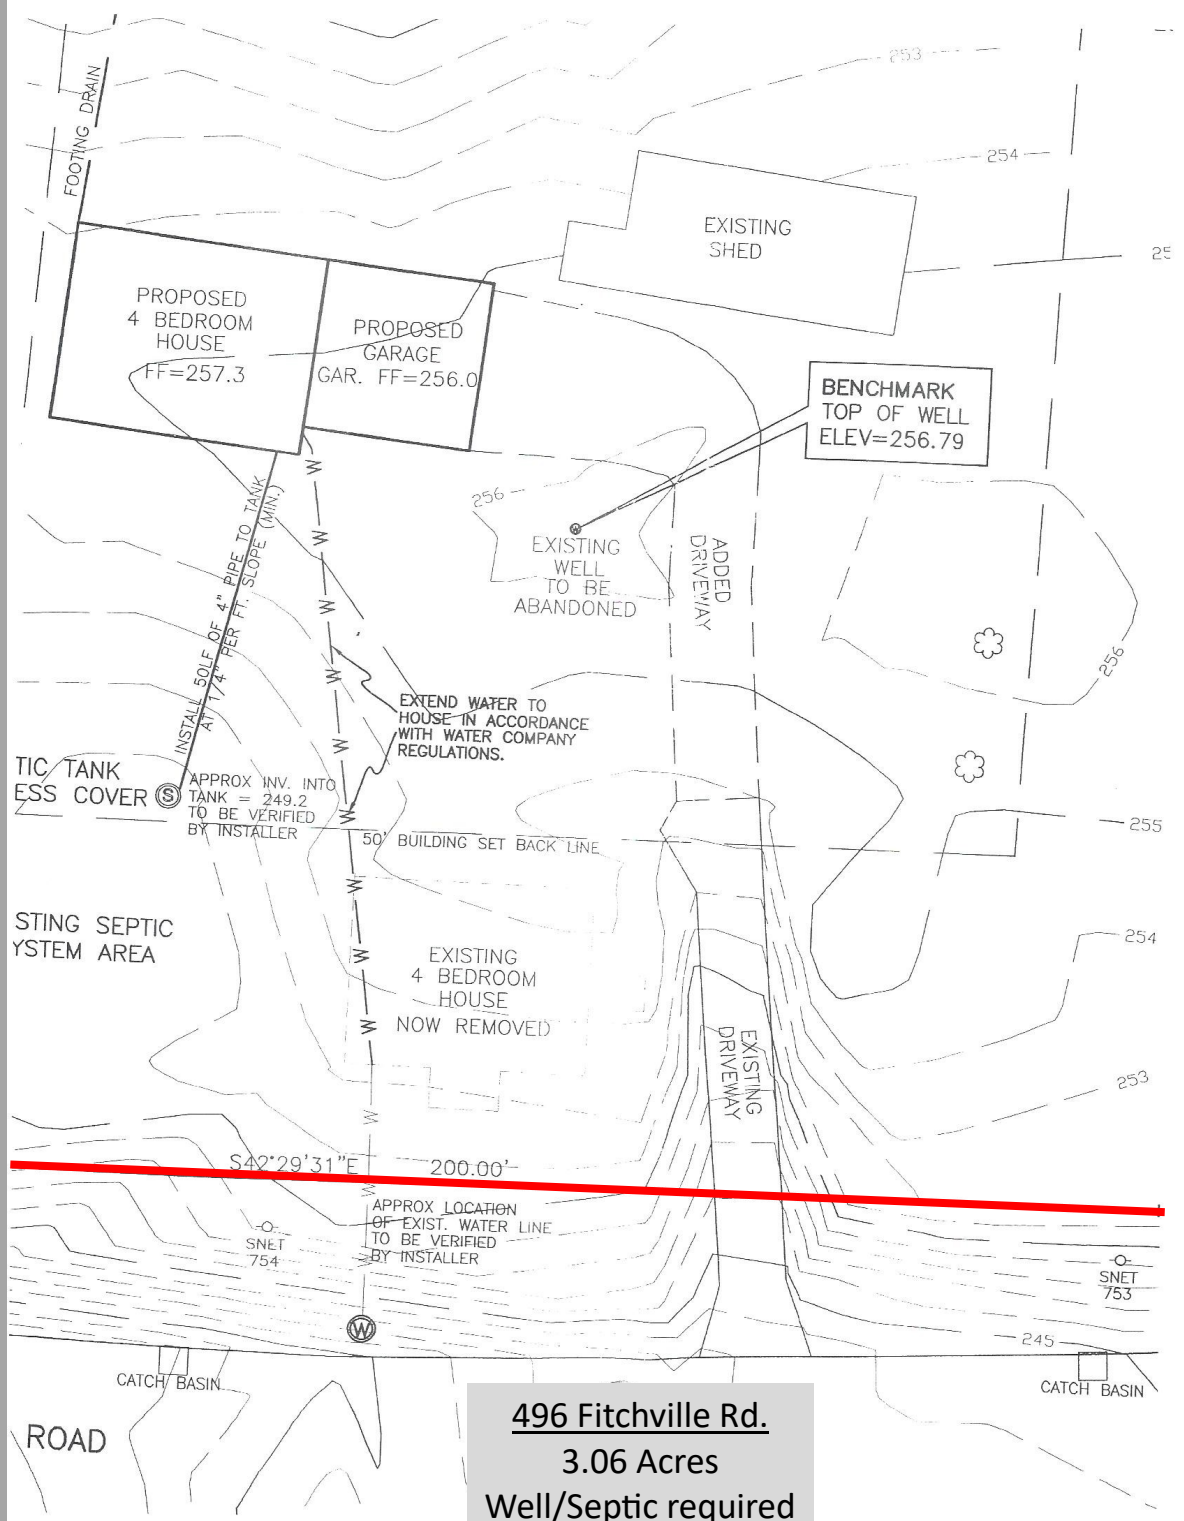 253
FOOTING DRAIN
254
EXISTING
SHED
25
PROPOSED
4 BEDROOM
HOUSE
FF=257.3
PROPOSED
GARAGE
GAR. FF=256.0
BENCHMARK
TOP OF WELL
ELEV=256.79
256
EXISTING
WELL
TO BE
ABANDONED
ADDED
DRIVEWAY
INSTALL 50LF OF 4" PIPE TO TANK
AT 1/4" PER FT. SLOPE (MIN.)
W
W
W
W
W
W
W
W
W
256
EXTEND WATER TO
HOUSE IN ACCORDANCE
WITH WATER COMPANY
REGULATIONS.
TIC TANK
ESS COVER
S
APPROX INV. INTO
TANK = 249.2
TO BE VERIFIED
BY INSTALLER
50' BUILDING SET BACK LINE
255
STING SEPTIC
YSTEM AREA
EXISTING
4 BEDROOM
HOUSE
NOW REMOVED
254
EXISTING
DRIVEWAY
253
W
W
S42°29'31"E 200.00'
APPROX LOCATION
OF EXIST. WATER LINE
TO BE VERIFIED
BY INSTALLER
SNET
754
SNET
753
W
245
CATCH BASIN
CATCH BASIN
ROAD
496 Fitchville Rd.
3.06 Acres
Well/Septic required